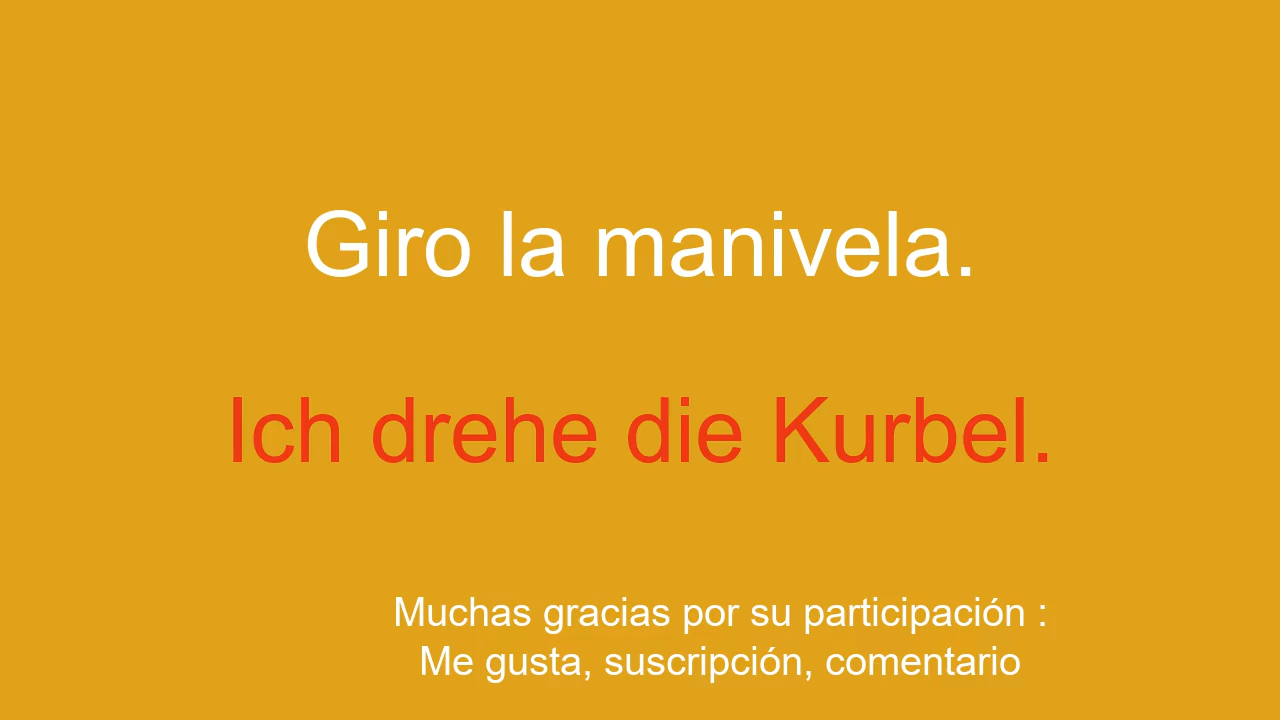 Giro la manivela.
Ich drehe die Kurbel.
Muchas gracias por su participación :
Me gusta, suscripción, comentario